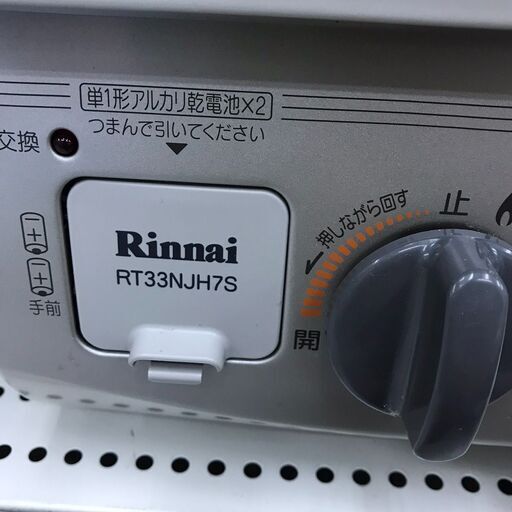 単1形アルカリ乾電池×2
つまんで引いてください
交換
Rinnai
RT33NJH7S
手前
押しながら回す
止
開